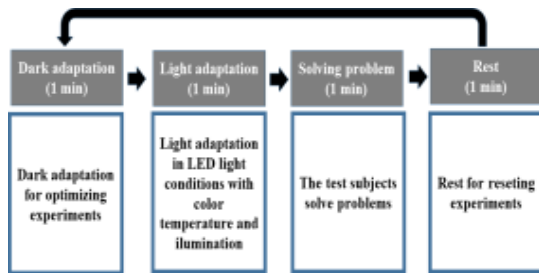 Dark adaptation
(1 min)
Light adaptation
(1 min)
Solving problem
(1 min)
Rest
(1 min)
Dark adaptation
for optimizing
experiments
Light adaptation
in LED light
conditions with
color
temperature and
ilumination
The test subjects
solve problems
Rest for reseting
experiments